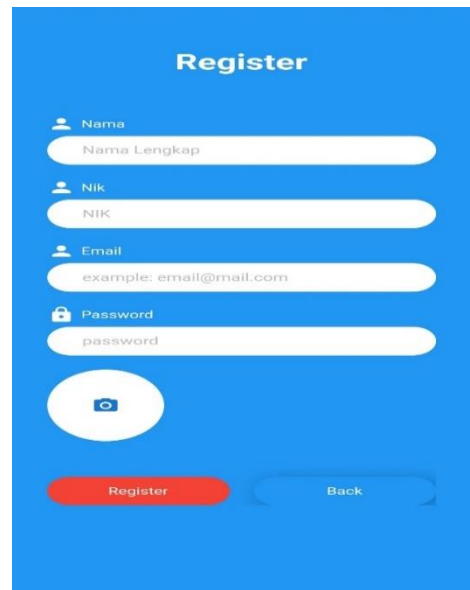 Register
Nama
Nama Lengkap
Nik
NIK
Email
example: email@mail.com
Password
password
Register Back